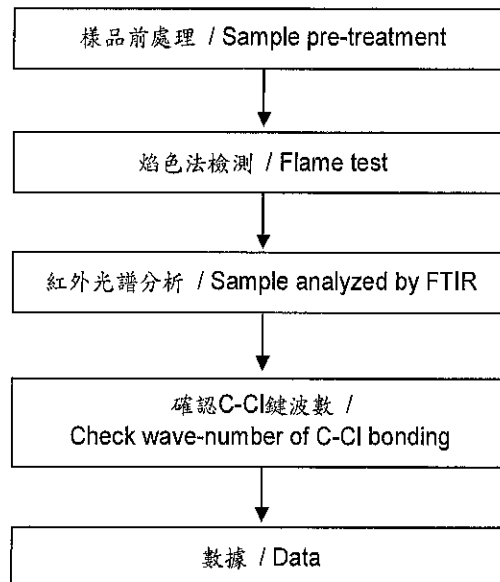 樣品前處理 / Sample pre-treatment
焰色法檢測 / Flame test
紅外光譜分析 / Sample analyzed by FTIR
確認C-Cl鍵波數 /
Check wave-number of C-Cl bonding
數據 / Data